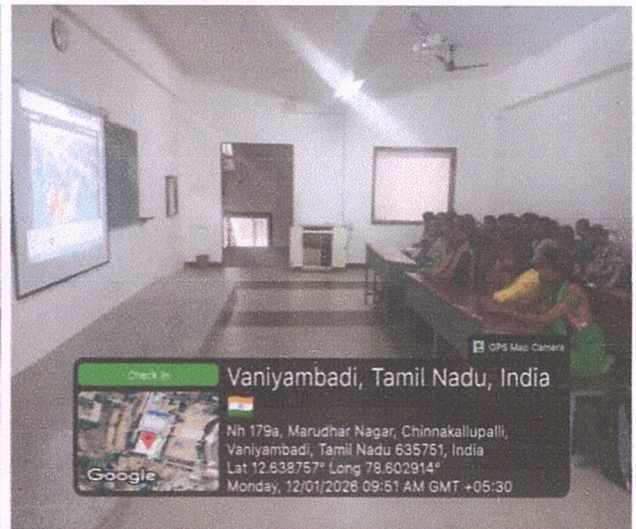 GPS Map Camera
Check In
Vaniyambadi, Tamil Nadu, India
Nh 179a, Marudhar Nagar, Chinnakallupalli,
Vaniyambadi, Tamil Nadu 635751, India
Lat 12.638757° Long 78.602914°
Monday, 12/01/2026 09:51 AM GMT +05:30
Google